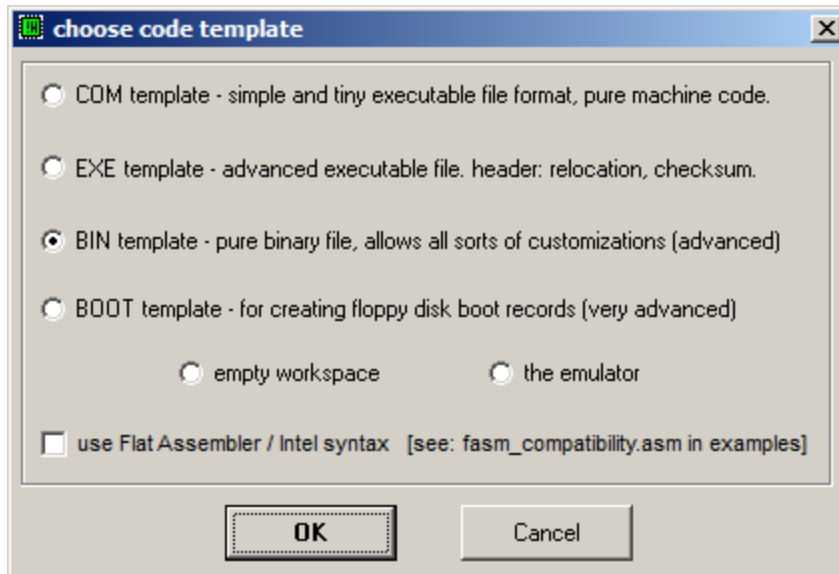 choose code template
COM template - simple and tiny executable file format, pure machine code.
EXE template - advanced executable file. header: relocation, checksum.
BIN template - pure binary file, allows all sorts of customizations (advanced)
BOOT template - for creating floppy disk boot records (very advanced)
empty workspace the emulator
use Flat Assembler / Intel syntax [see: fasm_compatibility.asm in examples]
OK Cancel